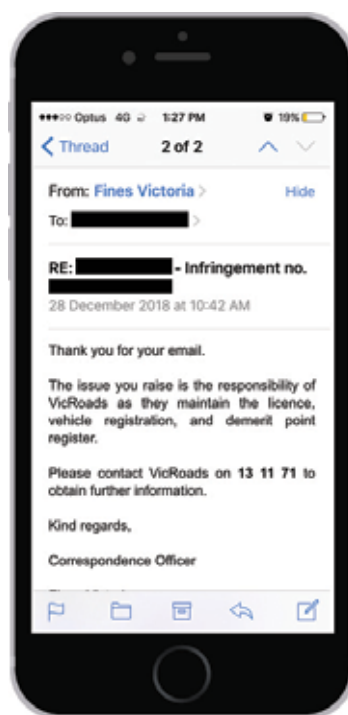 Optus 4G 1:27 PM 19%
Thread 2 of 2
From: Fines Victoria Hide
To:
RE: - Infringement no.
28 December 2018 at 10:42 AM
Thank you for your email.
The issue you raise is the responsibility of
VicRoads as they maintain the licence,
vehicle registration, and demerit point
register.
Please contact VicRoads on 13 11 71 to
obtain further information.
Kind regards,
Correspondence Officer